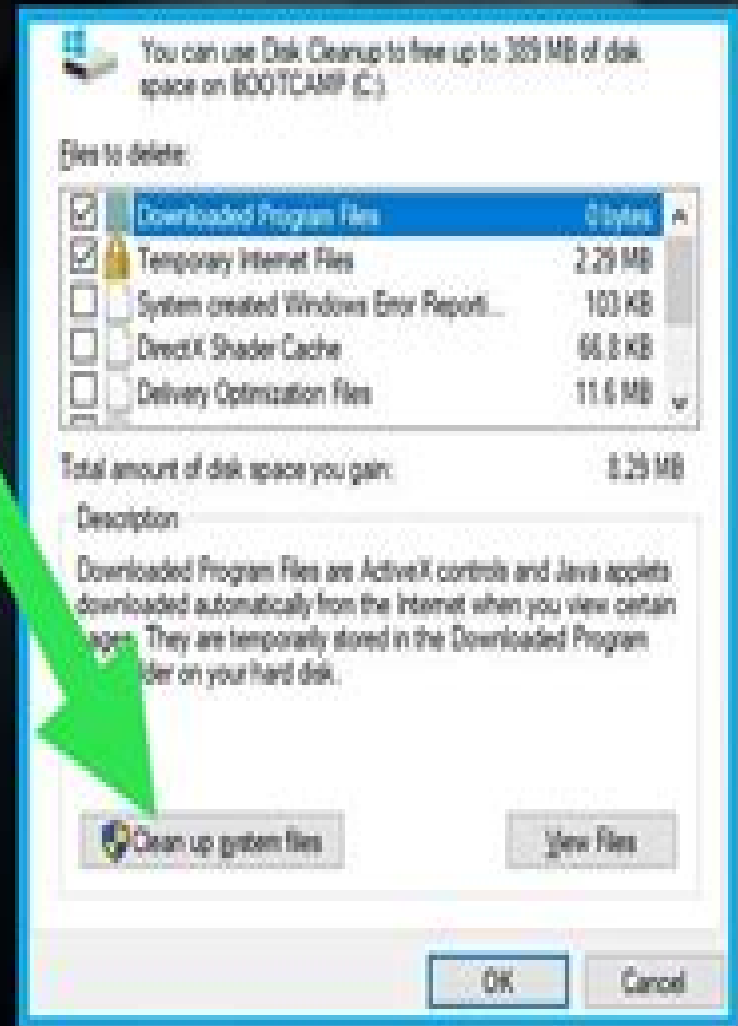 You can use Disk Cleanup to free up to 389 MB of disk
space on BOOTCAMP (C:).
Files to delete:
Downloaded Program Files 0 bytes
Temporary Internet Files 2.29 MB
System created Windows Error Reporti... 103 KB
DirectX Shader Cache 66.8 KB
Delivery Optimization Files 11.6 MB
Total amount of disk space you gain: 8.29 MB
Description
Downloaded Program Files are ActiveX controls and Java applets
downloaded automatically from the Internet when you view certain
They are temporarily stored in the Downloaded Program
on your hard disk.
Clean up system files
View Files
OK
Cancel